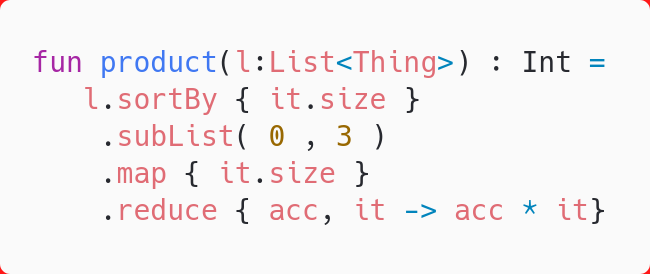 fun product(l:List<Thing>) : Int =
   l.sortBy { it.size }
    .subList( 0 , 3 )
    .map { it.size }
    .reduce { acc, it -> acc * it}